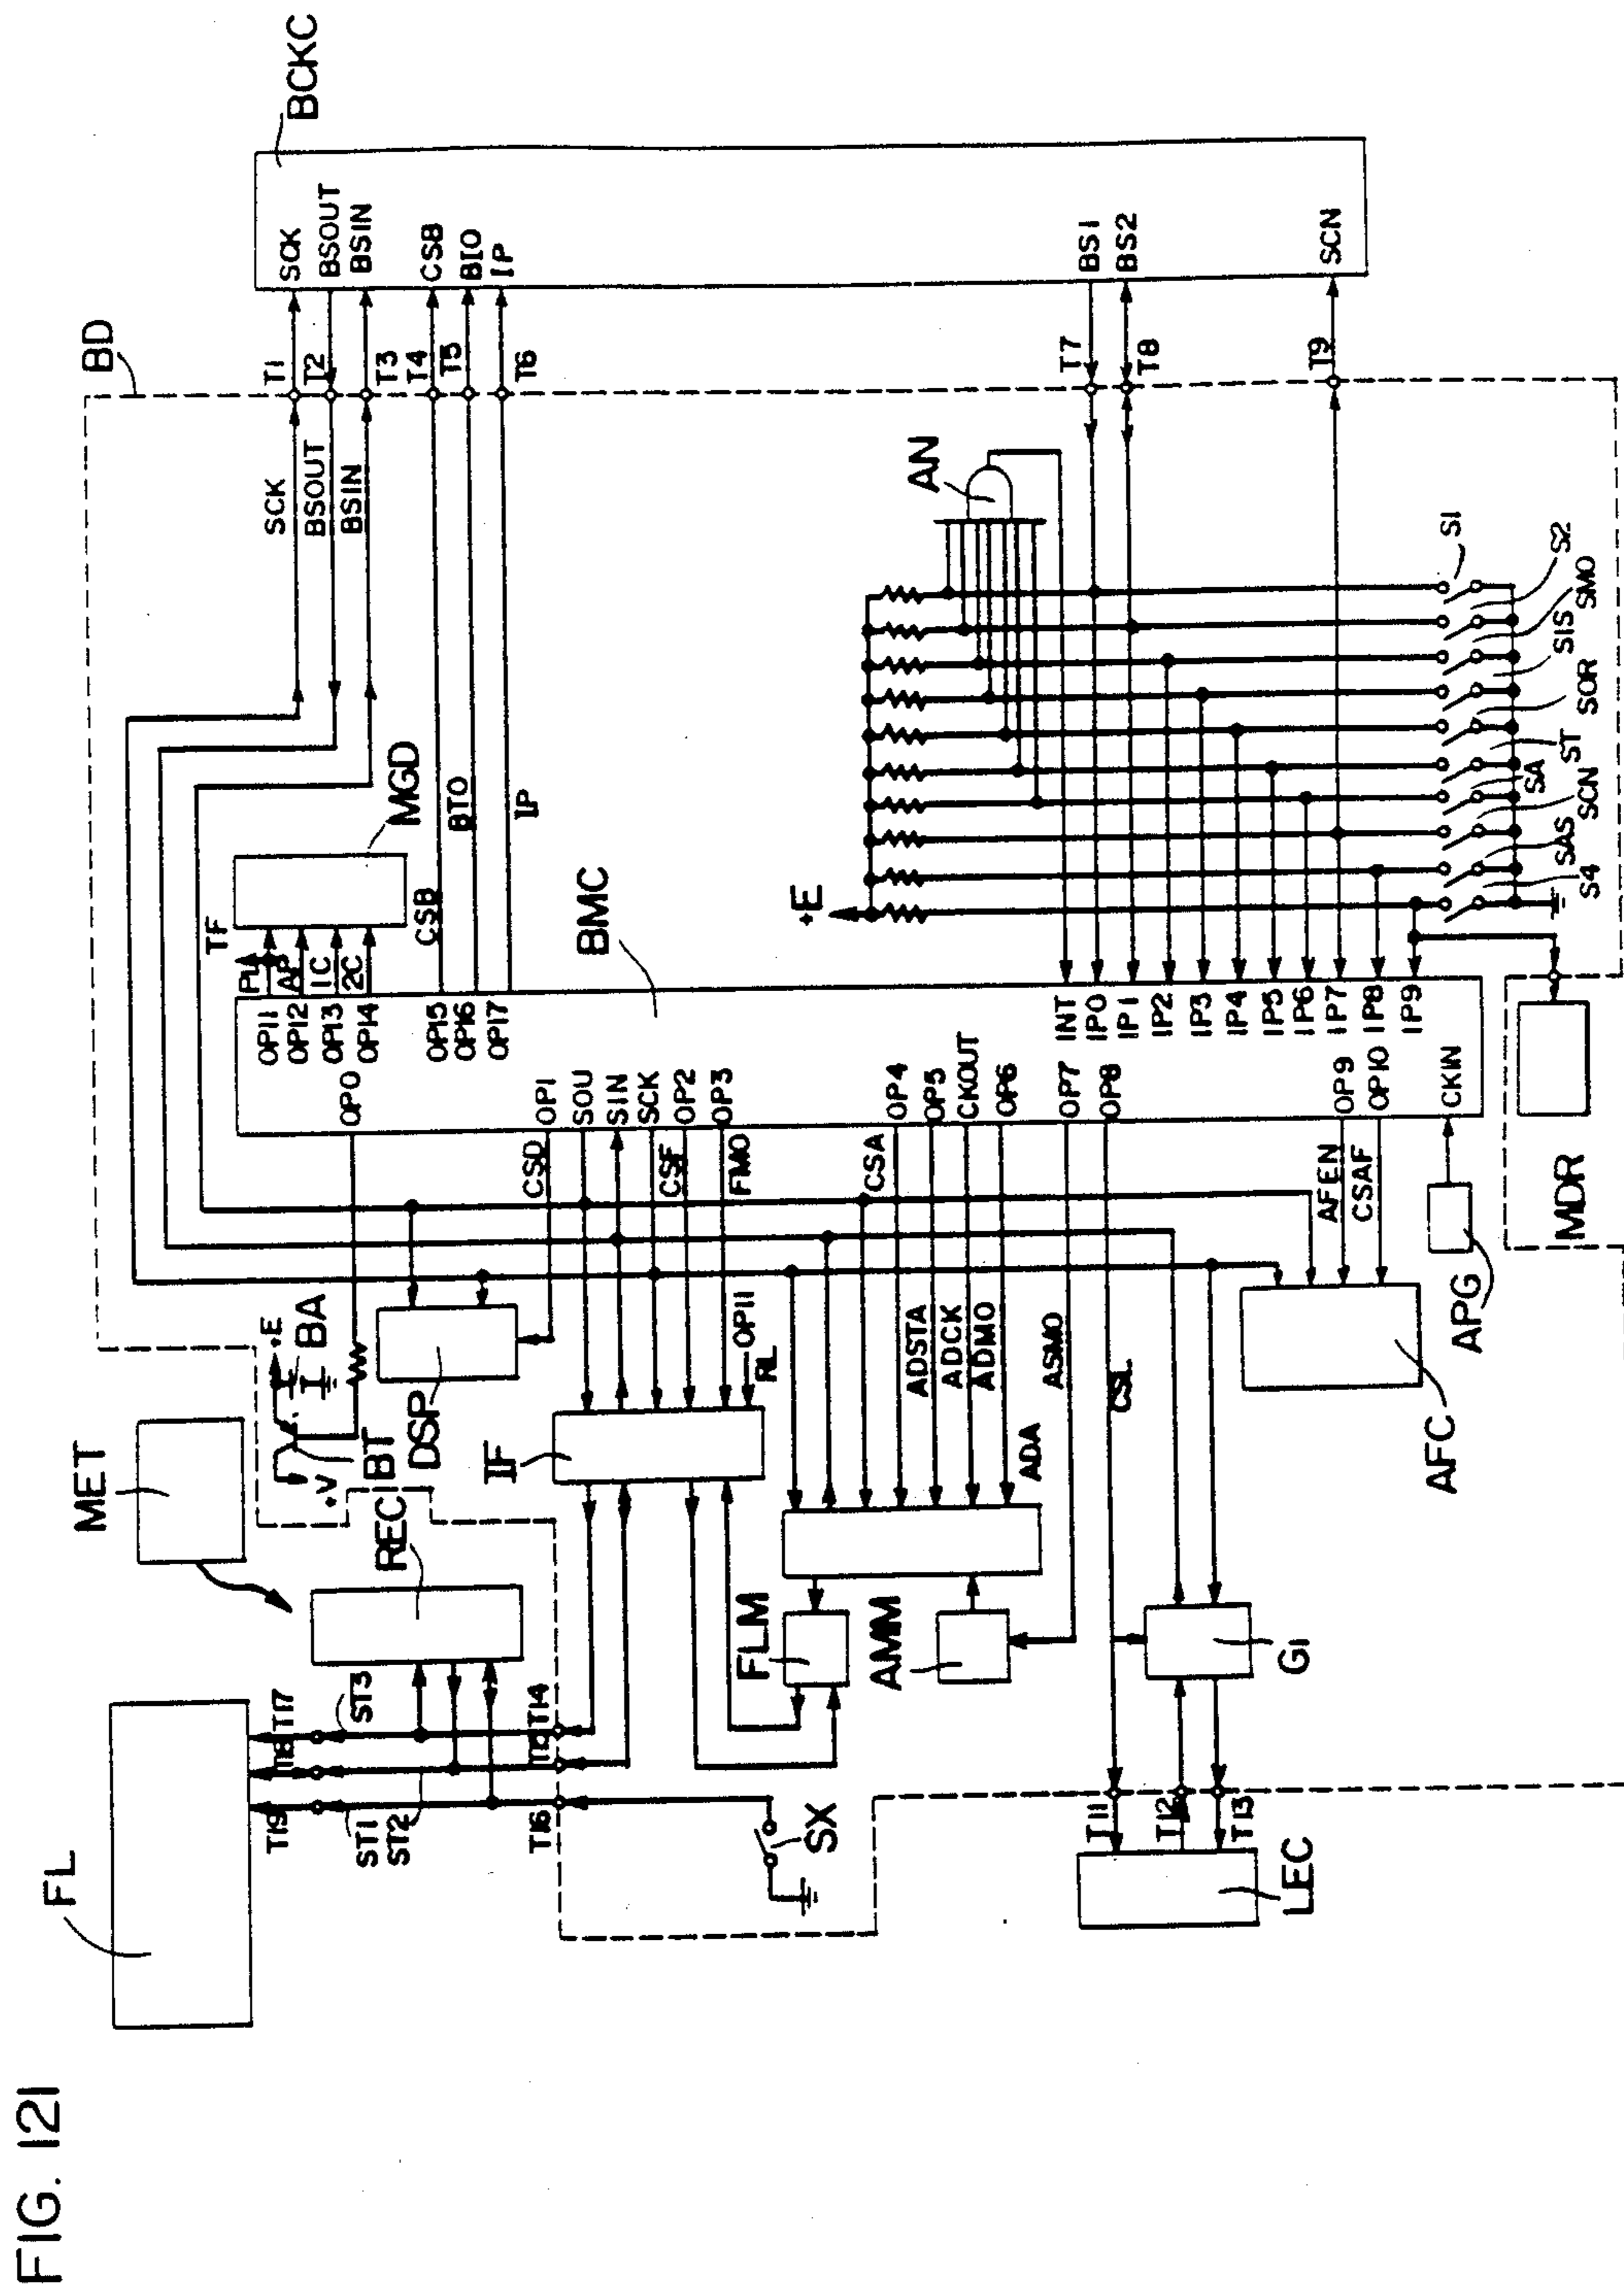 FIG. 121
FL
MET
REC
BT
BA
+E
+V
DSP
IF
FLM
AMM
ADA
SX
LEC
G1
AFC
APG
MDR
BD
BCKC
BMC
MGD
AN
+E
TF
T19
T18
T17
ST1
ST2
ST3
T16
T14
T11
T12
T13
OP11
RL
CSD
CSF
FMO
CSA
ADSTA
ADCK
ADMO
ASMO
CSL
AFEN
CSAF
OP0
OP1
SOU
SIN
SCK
OP2
OP3
OP4
OP5
CKOUT
OP6
OP7
OP8
OP9
OP10
CKIN
OP11
OP12
OP13
OP14
OP15
OP16
OP17
INT
IP0
IP1
IP2
IP3
IP4
IP5
IP6
IP7
IP8
IP9
PL
AP
1C
2C
CSB
BTO
IP
SCK
BSOUT
BSIN
T1
T2
T3
T4
T5
T6
T7
T8
T9
SCK
BSOUT
BSIN
CSB
BIO
IP
BS1
BS2
SCN
S1
S2
SMO
SIS
SOR
ST
SA
SCN
SAS
S4